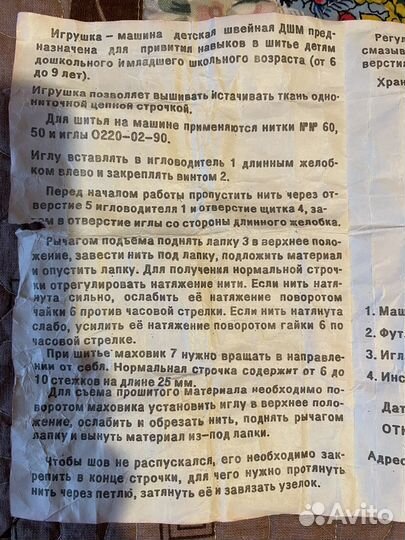 Игрушка – машина детская швейная ДШМ пред-
назначена для привития навыков в шитье детям
дошкольного и младшего школьного возраста (от 6
до 9 лет).
Игрушка позволяет вышивать и стачивать ткань одно-
ниточной цепной строчкой.
Для шитья на машине применяются нитки №№ 60,
50 и иглы 0220-02-90.
Иглу вставлять в игловодитель 1 длинным желоб-
ком влево и закреплять винтом 2.
Перед началом работы пропустить нить через от-
верстие 5 игловодителя 1 и отверстие щитка 4, за-
в отверстие иглы со стороны длинного желобка.
Рычагом подъема поднять лапку 3 в верхнее поло-
жение, завести нить под лапку, подложить материал
и опустить лапку. Для получения нормальной строч-
ки отрегулировать натяжение нити. Если нить натя-
нута сильно, ослабить её натяжение поворотом
гайки 6 против часовой стрелки. Если нить натянута
слабо, усилить её натяжение поворотом гайки 6 по
часовой стрелке.
При шитье маховик 7 нужно вращать в направле-
нии от себя. Нормальная строчка содержит от 6 до
10 стежков на длине 25 мм.
Для съема прошитого материала необходимо по-
воротом маховика установить иглу в верхнее поло-
жение, ослабить и обрезать нить, поднять рычагом
лапку и вынуть материал из-под лапки.
Чтобы шов не распускался, его необходимо зак-
репить в конце строчки, для чего нужно протянуть
нить через петлю, затянуть её и завязать узелок.
Регул
смазыв
верстия
Хран
1. Маш
2. Фут
3. Игла
4. Инс
Дат
ОТК
Адрес
Avito